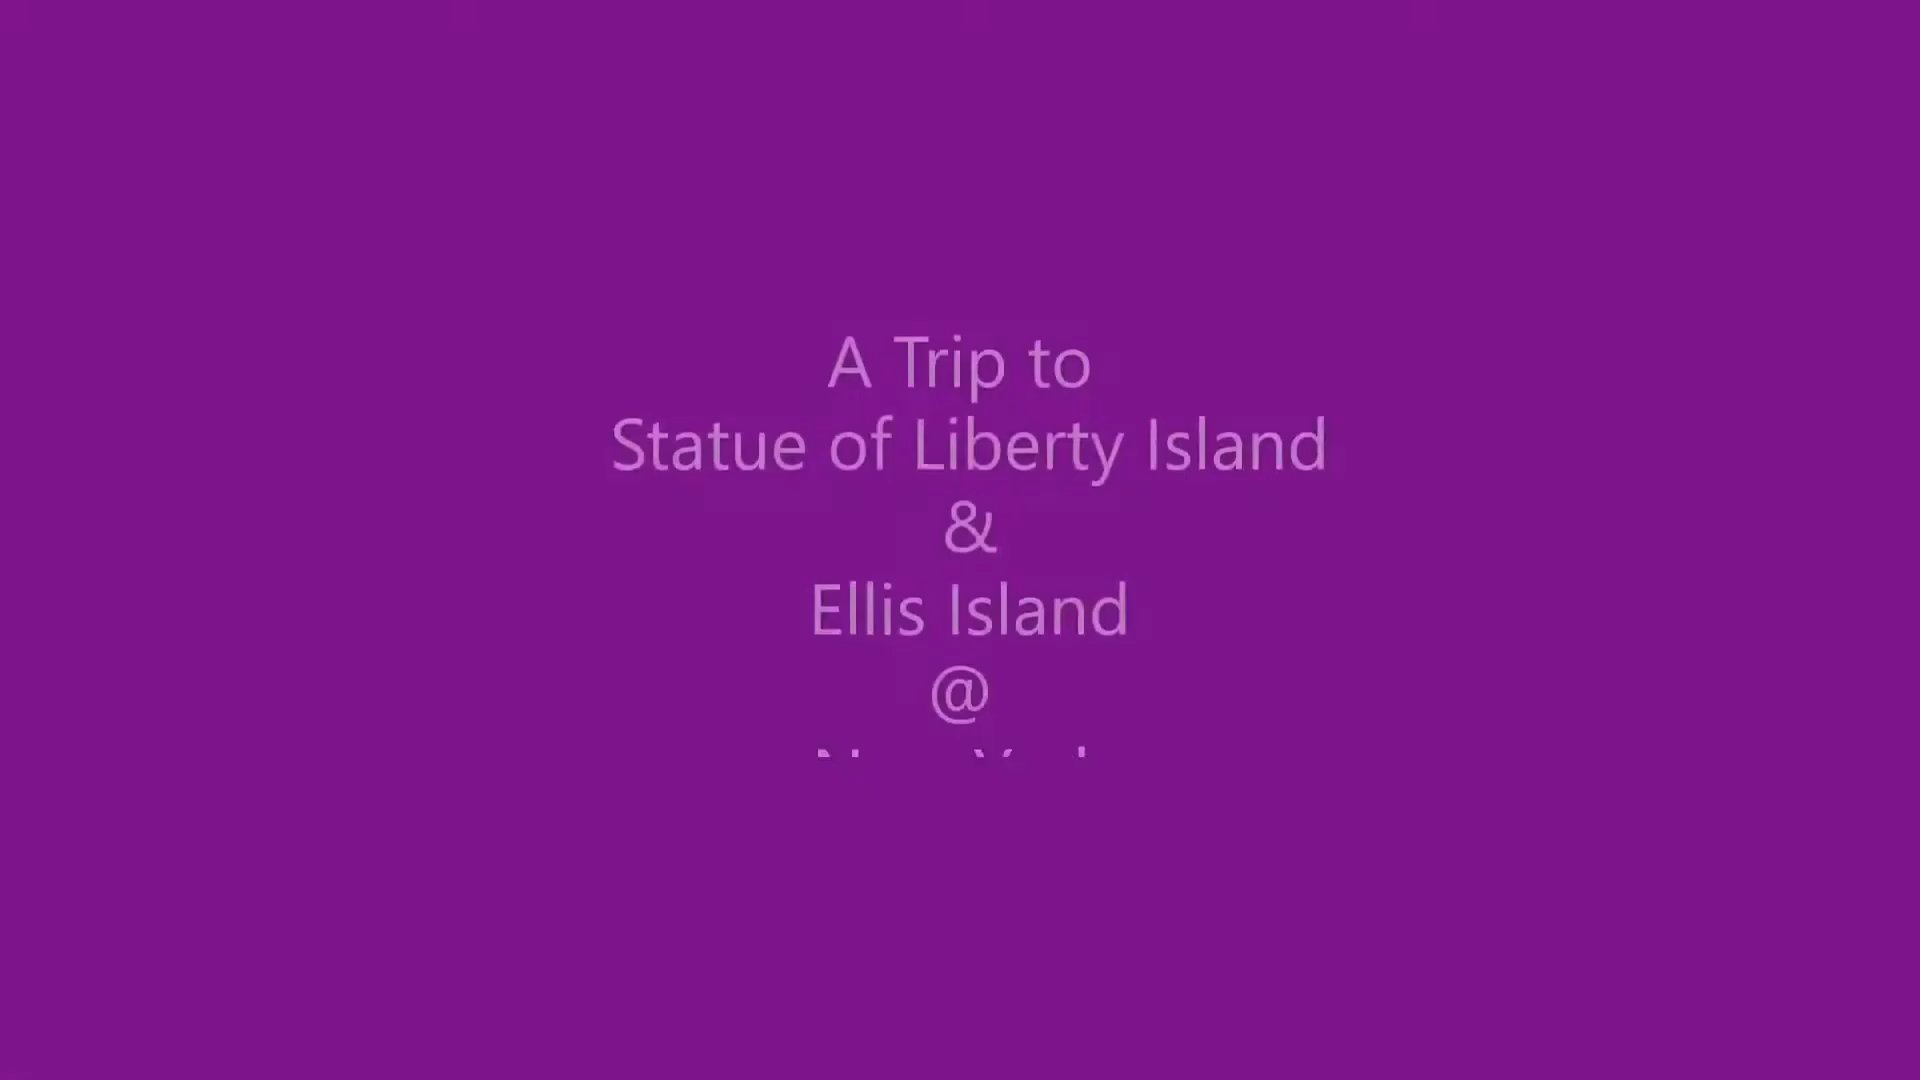 A Trip to
Statue of Liberty Island
&
Ellis Island
@